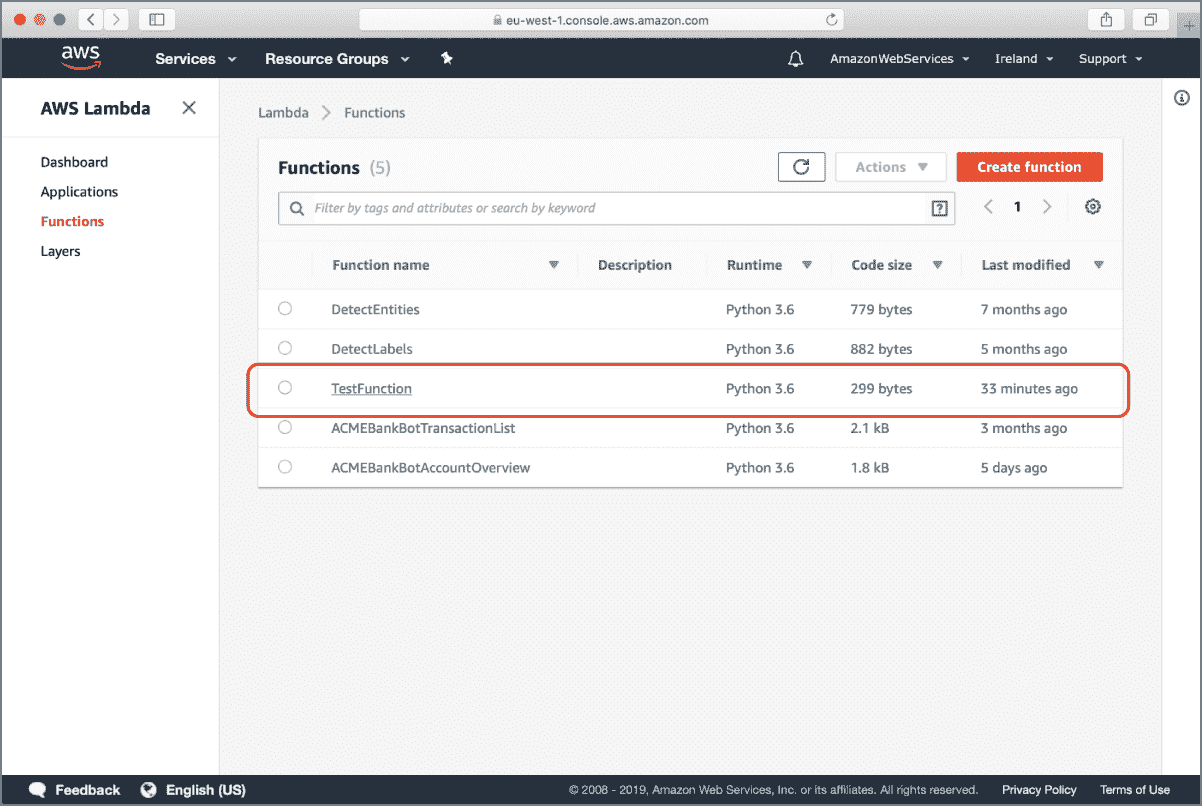 eu-west-1.console.aws.amazon.com
aws Services Resource Groups AmazonWebServices Ireland Support
AWS Lambda
Dashboard
Applications
Functions
Layers
Lambda > Functions
Functions (5) Actions Create function
Filter by tags and attributes or search by keyword ? 1
Function name Description Runtime Code size Last modified
DetectEntities Python 3.6 779 bytes 7 months ago
DetectLabels Python 3.6 882 bytes 5 months ago
TestFunction Python 3.6 299 bytes 33 minutes ago
ACMEBankBotTransactionList Python 3.6 2.1 kB 3 months ago
ACMEBankBotAccountOverview Python 3.6 1.8 kB 5 days ago
Feedback English (US) © 2008 - 2019, Amazon Web Services, Inc. or its affiliates. All rights reserved. Privacy Policy Terms of Use